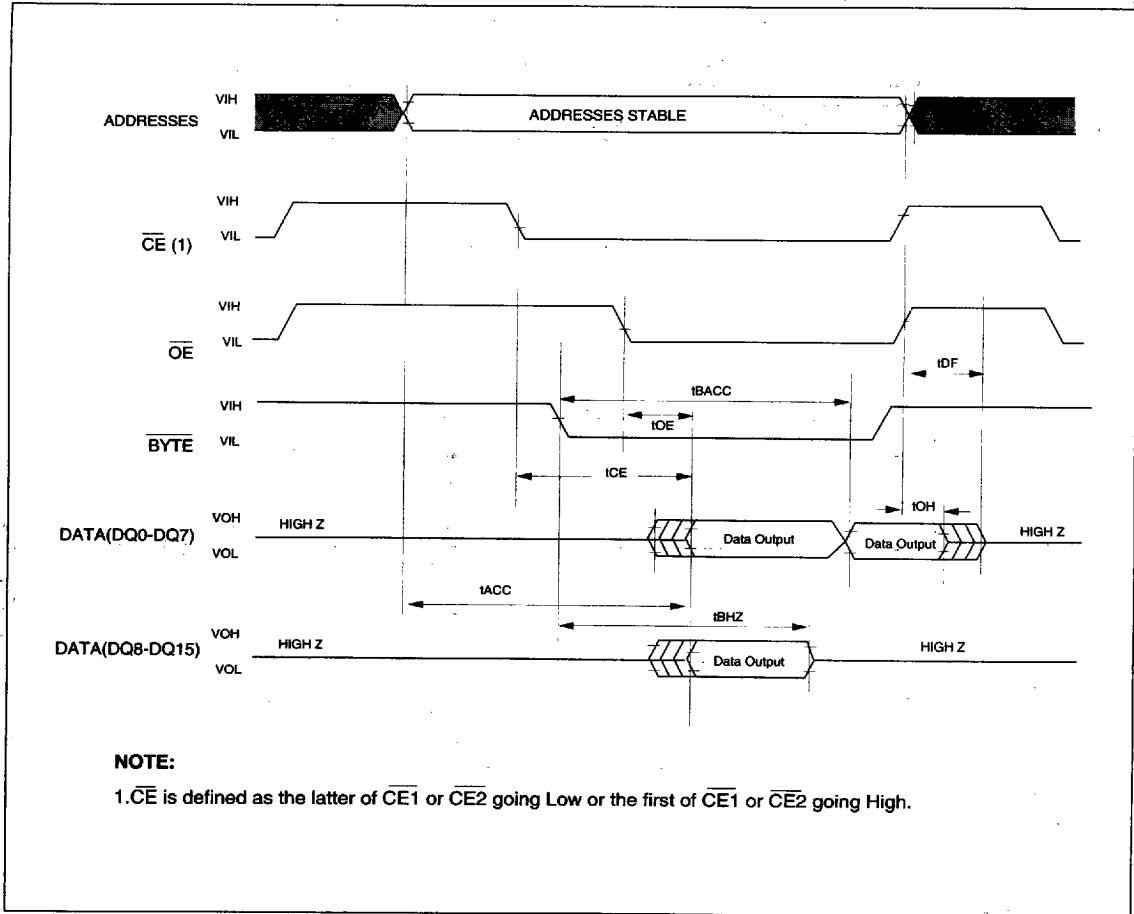 VIH
ADDRESSES
ADDRESSES STABLE
VIL
VIH
CE (1)
VIL
VIH
OE
VIL
tDF
tBACC
VIH
tOE
BYTE
VIL
tCE
tOH
VOH
DATA(DQ0-DQ7)
HIGH Z
Data Output
Data Output
HIGH Z
VOL
tACC
tBHZ
VOH
DATA(DQ8-DQ15)
HIGH Z
Data Output
HIGH Z
VOL
NOTE:
1.CE is defined as the latter of CE1 or CE2 going Low or the first of CE1 or CE2 going High.